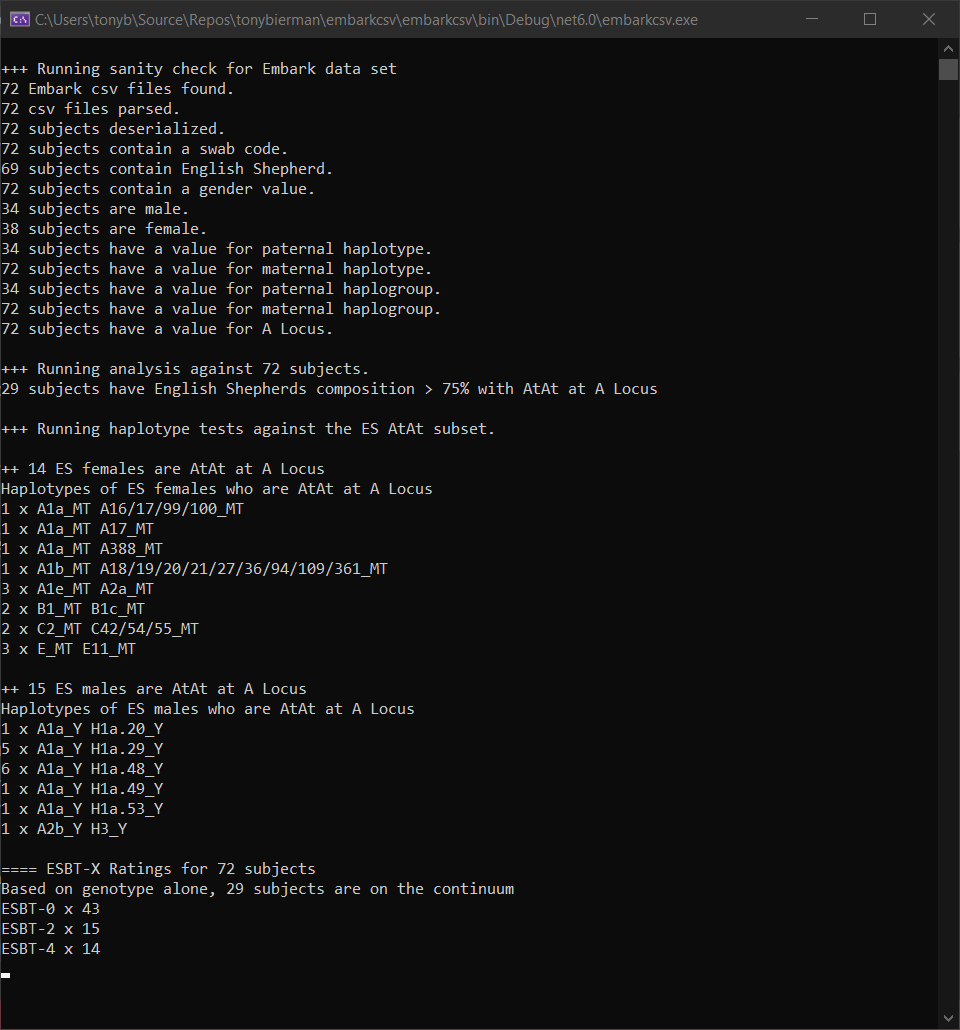 C:\Users\tonyb\Source\Repos\tonybierman\embarkcsv\embarkcsv\bin\Debug\net6.0\embarkcsv.exe
+++ Running sanity check for Embark data set
72 Embark csv files found.
72 csv files parsed.
72 subjects deserialized.
72 subjects contain a swab code.
69 subjects contain English Shepherd.
72 subjects contain a gender value.
34 subjects are male.
38 subjects are female.
34 subjects have a value for paternal haplotype.
72 subjects have a value for maternal haplotype.
34 subjects have a value for paternal haplogroup.
72 subjects have a value for maternal haplogroup.
72 subjects have a value for A Locus.
+++ Running analysis against 72 subjects.
29 subjects have English Shepherds composition > 75% with AtAt at A Locus
+++ Running haplotype tests against the ES AtAt subset.
++ 14 ES females are AtAt at A Locus
Haplotypes of ES females who are AtAt at A Locus
1 x A1a_MT A16/17/99/100_MT
1 x A1a_MT A17_MT
1 x A1a_MT A388_MT
1 x A1b_MT A18/19/20/21/27/36/94/109/361_MT
3 x A1e_MT A2a_MT
2 x B1_MT B1c_MT
2 x C2_MT C42/54/55_MT
3 x E_MT E11_MT
++ 15 ES males are AtAt at A Locus
Haplotypes of ES males who are AtAt at A Locus
1 x A1a_Y H1a.20_Y
5 x A1a_Y H1a.29_Y
6 x A1a_Y H1a.48_Y
1 x A1a_Y H1a.49_Y
1 x A1a_Y H1a.53_Y
1 x A2b_Y H3_Y
==== ESBT-X Ratings for 72 subjects
Based on genotype alone, 29 subjects are on the continuum
ESBT-0 x 43
ESBT-2 x 15
ESBT-4 x 14